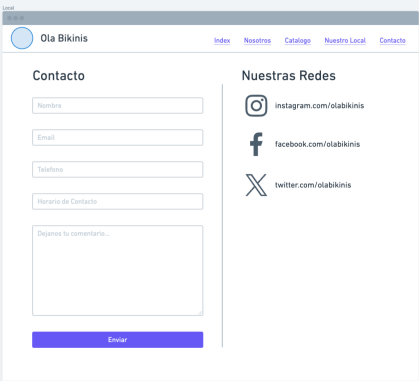 Local
Ola Bikinis
Index Nosotros Catalogo Nuestro Local Contacto
Contacto
Nombre
Email
Telefono
Horario de Contacto
Dejanos tu comentario...
Enviar
Nuestras Redes
instagram.com/olabikinis
facebook.com/olabikinis
twitter.com/olabikinis